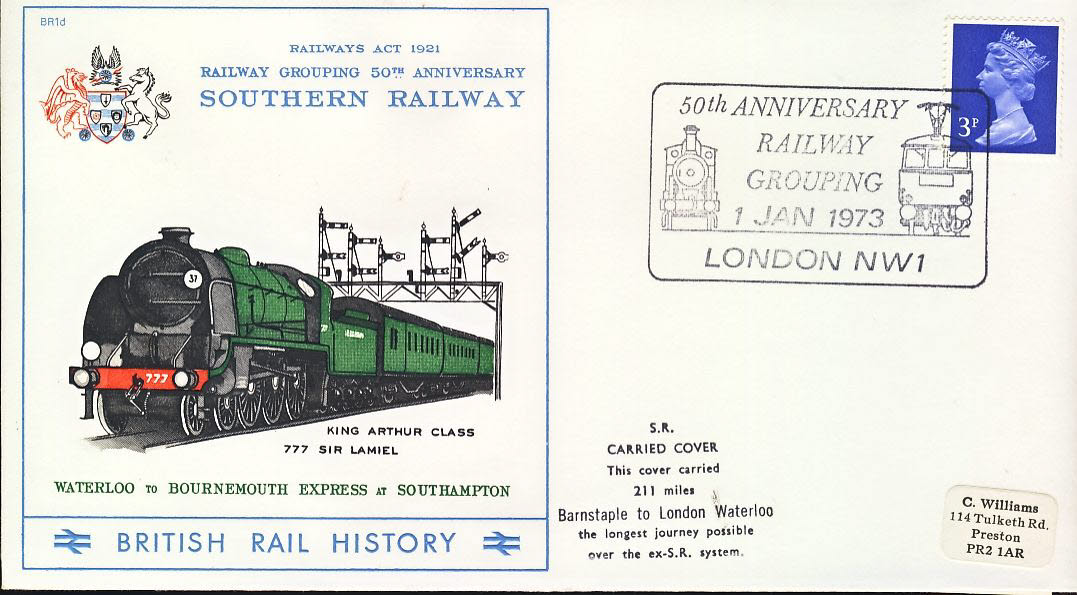 BR1d
RAILWAYS ACT 1921
RAILWAY GROUPING 50TH ANNIVERSARY
SOUTHERN RAILWAY
37
777
KING ARTHUR CLASS
777 SIR LAMIEL
WATERLOO TO BOURNEMOUTH EXPRESS AT SOUTHAMPTON
BRITISH RAIL HISTORY
3P
50th ANNIVERSARY
RAILWAY
GROUPING
1 JAN 1973
LONDON NW1
S.R.
CARRIED COVER
This cover carried
211 miles
Barnstaple to London Waterloo
the longest journey possible
over the ex-S.R. system.
C. Williams
114 Tulketh Rd.
Preston
PR2 1AR